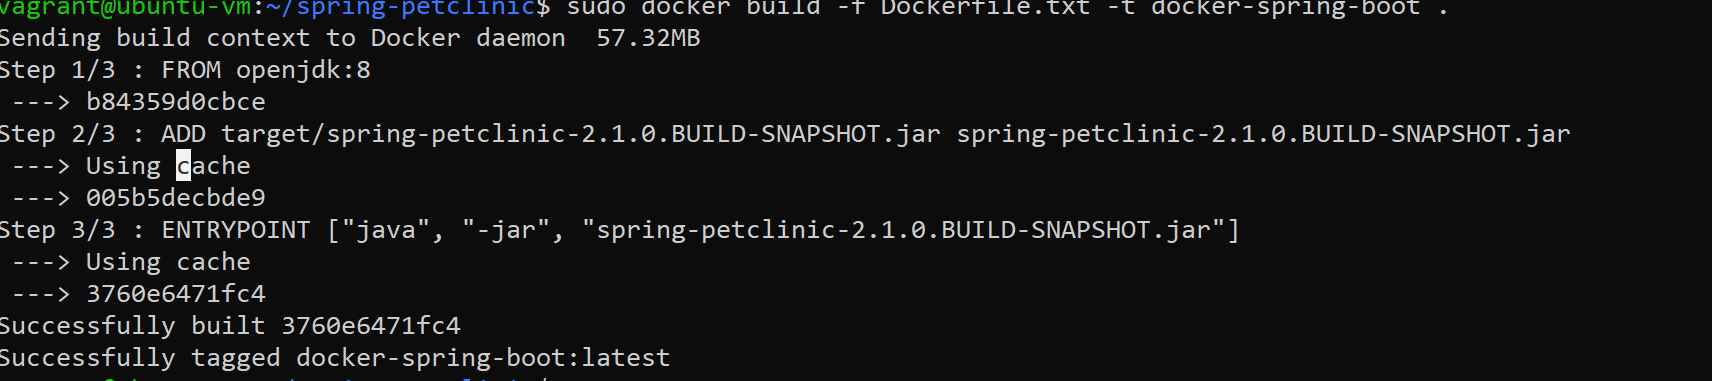 vagrant@ubuntu-vm:~/spring-petclinic$ sudo docker build -f Dockerfile.txt -t docker-spring-boot .
Sending build context to Docker daemon  57.32MB
Step 1/3 : FROM openjdk:8
 ---> b84359d0cbce
Step 2/3 : ADD target/spring-petclinic-2.1.0.BUILD-SNAPSHOT.jar spring-petclinic-2.1.0.BUILD-SNAPSHOT.jar
 ---> Using cache
 ---> 005b5decbde9
Step 3/3 : ENTRYPOINT ["java", "-jar", "spring-petclinic-2.1.0.BUILD-SNAPSHOT.jar"]
 ---> Using cache
 ---> 3760e6471fc4
Successfully built 3760e6471fc4
Successfully tagged docker-spring-boot:latest